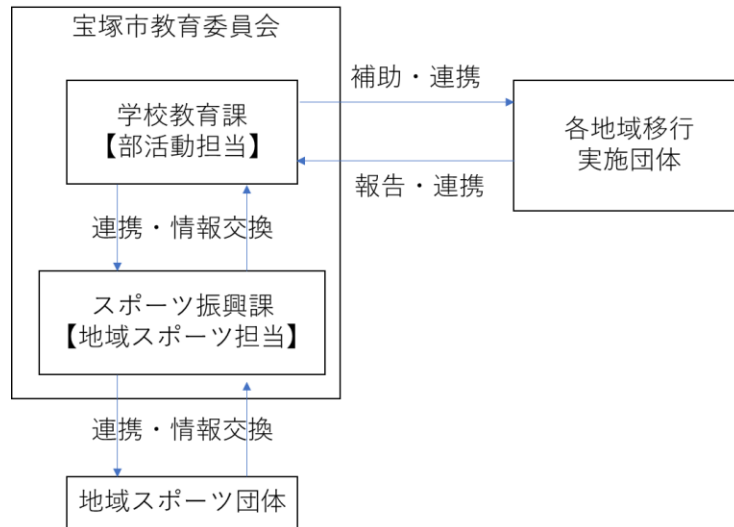 宝塚市教育委員会
学校教育課
【部活動担当】
補助・連携
報告・連携
各地域移行
実施団体
連携・情報交換
スポーツ振興課
【地域スポーツ担当】
連携・情報交換
地域スポーツ団体